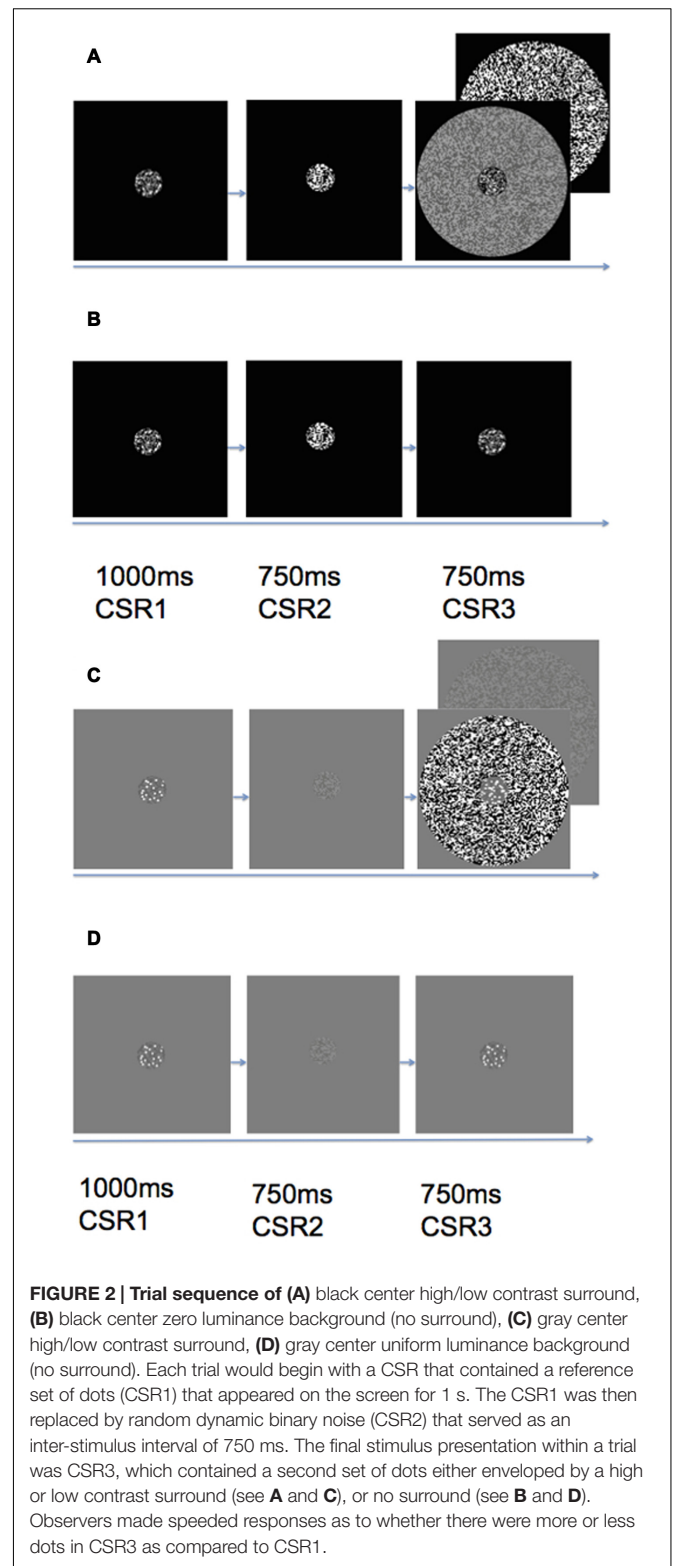 A
B
1000ms 750ms 750ms
CSR1 CSR2 CSR3
C
D
1000ms 750ms 750ms
CSR1 CSR2 CSR3
FIGURE 2 | Trial sequence of (A) black center high/low contrast surround,
(B) black center zero luminance background (no surround), (C) gray center
high/low contrast surround, (D) gray center uniform luminance background
(no surround). Each trial would begin with a CSR that contained a reference
set of dots (CSR1) that appeared on the screen for 1 s. The CSR1 was then
replaced by random dynamic binary noise (CSR2) that served as an
inter-stimulus interval of 750 ms. The final stimulus presentation within a trial
was CSR3, which contained a second set of dots either enveloped by a high
or low contrast surround (see A and C), or no surround (see B and D).
Observers made speeded responses as to whether there were more or less
dots in CSR3 as compared to CSR1.